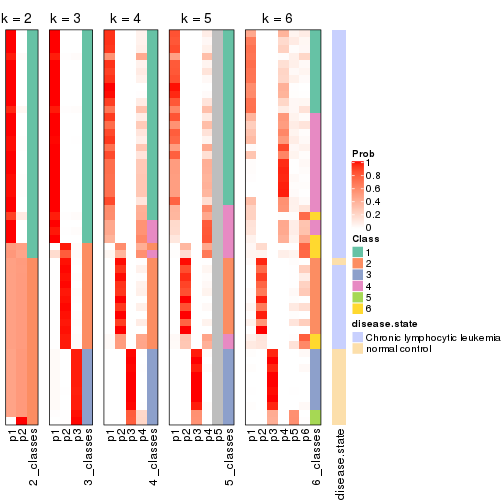 k = 2
k = 3
k = 4
k = 5
k = 6
Prob
1
0.8
0.6
0.4
0.2
0
Class
1
2
3
4
5
6
disease.state
Chronic lymphocytic leukemia
normal control
p1
p2
2_classes
p1
p2
p3
3_classes
p1
p2
p3
p4
4_classes
p1
p2
p3
p4
p5
5_classes
p1
p2
p3
p4
p5
p6
6_classes
disease.state